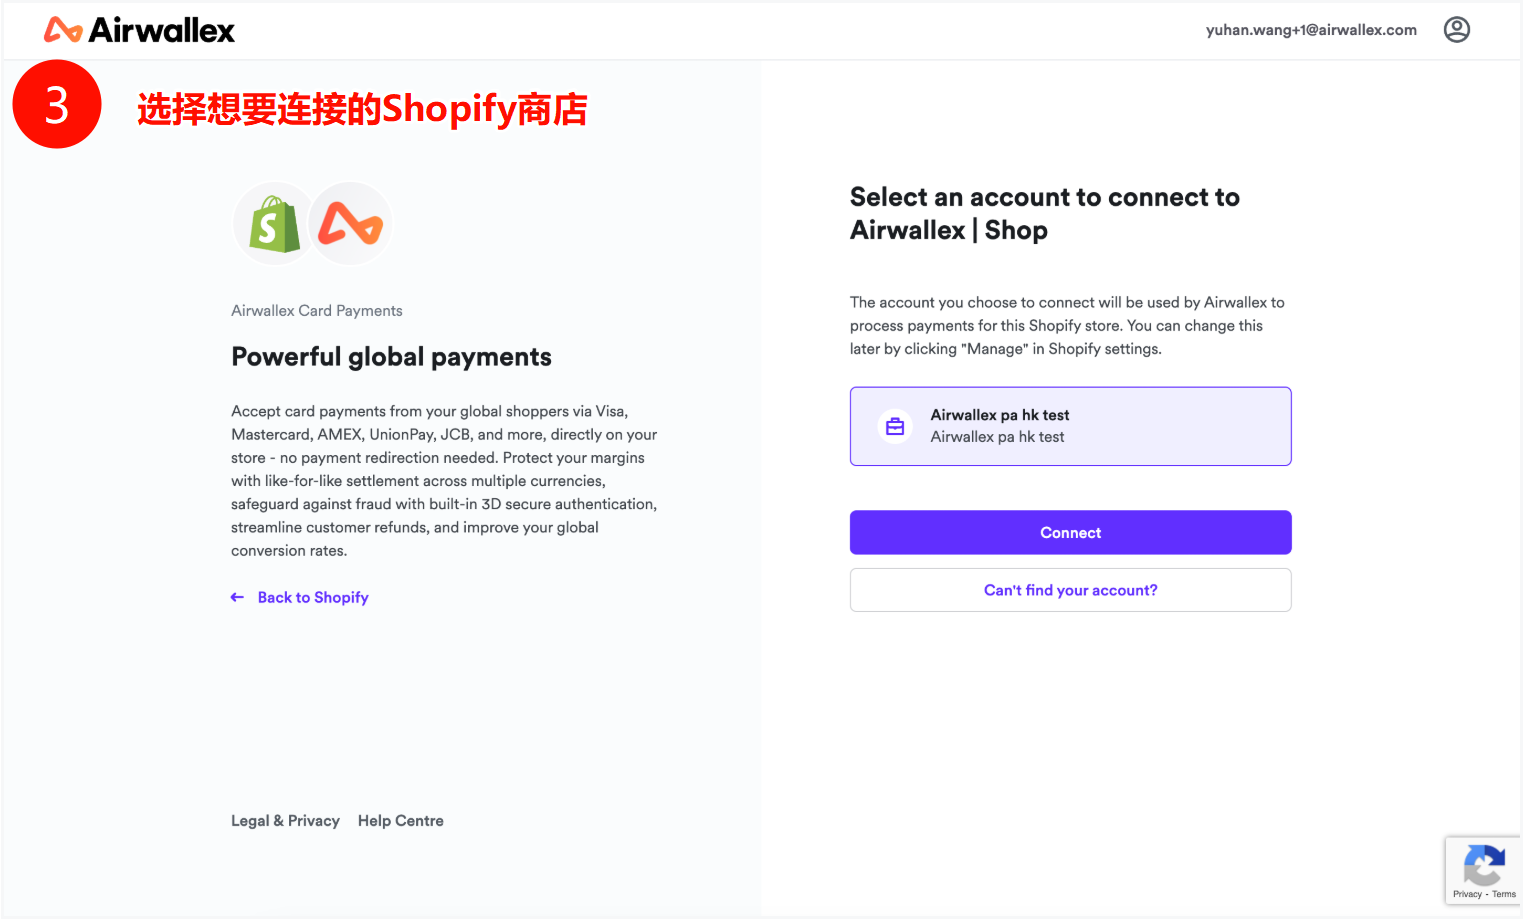 Airwallex
yuhan.wang+1@airwallex.com
3
选择想要连接的Shopify商店
Airwallex Card Payments
Powerful global payments
Accept card payments from your global shoppers via Visa,
Mastercard, AMEX, UnionPay, JCB, and more, directly on your
store - no payment redirection needed. Protect your margins
with like-for-like settlement across multiple currencies,
safeguard against fraud with built-in 3D secure authentication,
streamline customer refunds, and improve your global
conversion rates.
Back to Shopify
Legal & Privacy
Help Centre
Select an account to connect to
Airwallex | Shop
The account you choose to connect will be used by Airwallex to
process payments for this Shopify store. You can change this
later by clicking "Manage" in Shopify settings.
Airwallex pa hk test
Airwallex pa hk test
Connect
Can't find your account?
Privacy - Terms